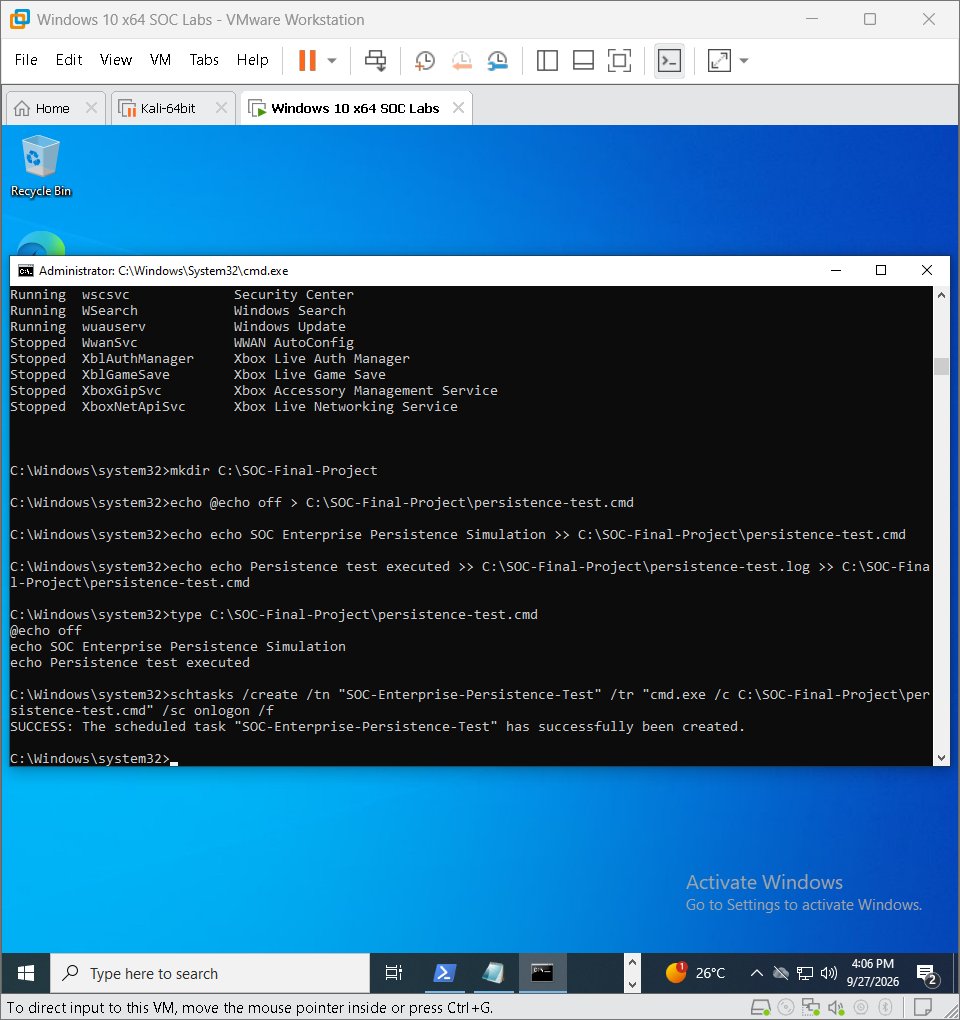 Windows 10 x64 SOC Labs - VMware Workstation
File Edit View VM Tabs Help
Home Kali-64bit Windows 10 x64 SOC Labs
Recycle Bin
Administrator: C:\Windows\System32\cmd.exe
Running  wscsvc             Security Center
Running  WSearch            Windows Search
Running  wuauserv           Windows Update
Stopped  WwanSvc            WWAN AutoConfig
Stopped  XblAuthManager     Xbox Live Auth Manager
Stopped  XblGameSave        Xbox Live Game Save
Stopped  XboxGipSvc         Xbox Accessory Management Service
Stopped  XboxNetApiSvc      Xbox Live Networking Service
C:\Windows\system32>mkdir C:\SOC-Final-Project
C:\Windows\system32>echo @echo off > C:\SOC-Final-Project\persistence-test.cmd
C:\Windows\system32>echo echo SOC Enterprise Persistence Simulation >> C:\SOC-Final-Project\persistence-test.cmd
C:\Windows\system32>echo echo Persistence test executed >> C:\SOC-Final-Project\persistence-test.log >> C:\SOC-Fina
l-Project\persistence-test.cmd
C:\Windows\system32>type C:\SOC-Final-Project\persistence-test.cmd
@echo off
echo SOC Enterprise Persistence Simulation
echo Persistence test executed
C:\Windows\system32>schtasks /create /tn "SOC-Enterprise-Persistence-Test" /tr "cmd.exe /c C:\SOC-Final-Project\per
sistence-test.cmd" /sc onlogon /f
SUCCESS: The scheduled task "SOC-Enterprise-Persistence-Test" has successfully been created.
C:\Windows\system32>
Activate Windows
Go to Settings to activate Windows.
Type here to search
1
26°C
4:06 PM
9/27/2026
2
To direct input to this VM, move the mouse pointer inside or press Ctrl+G.